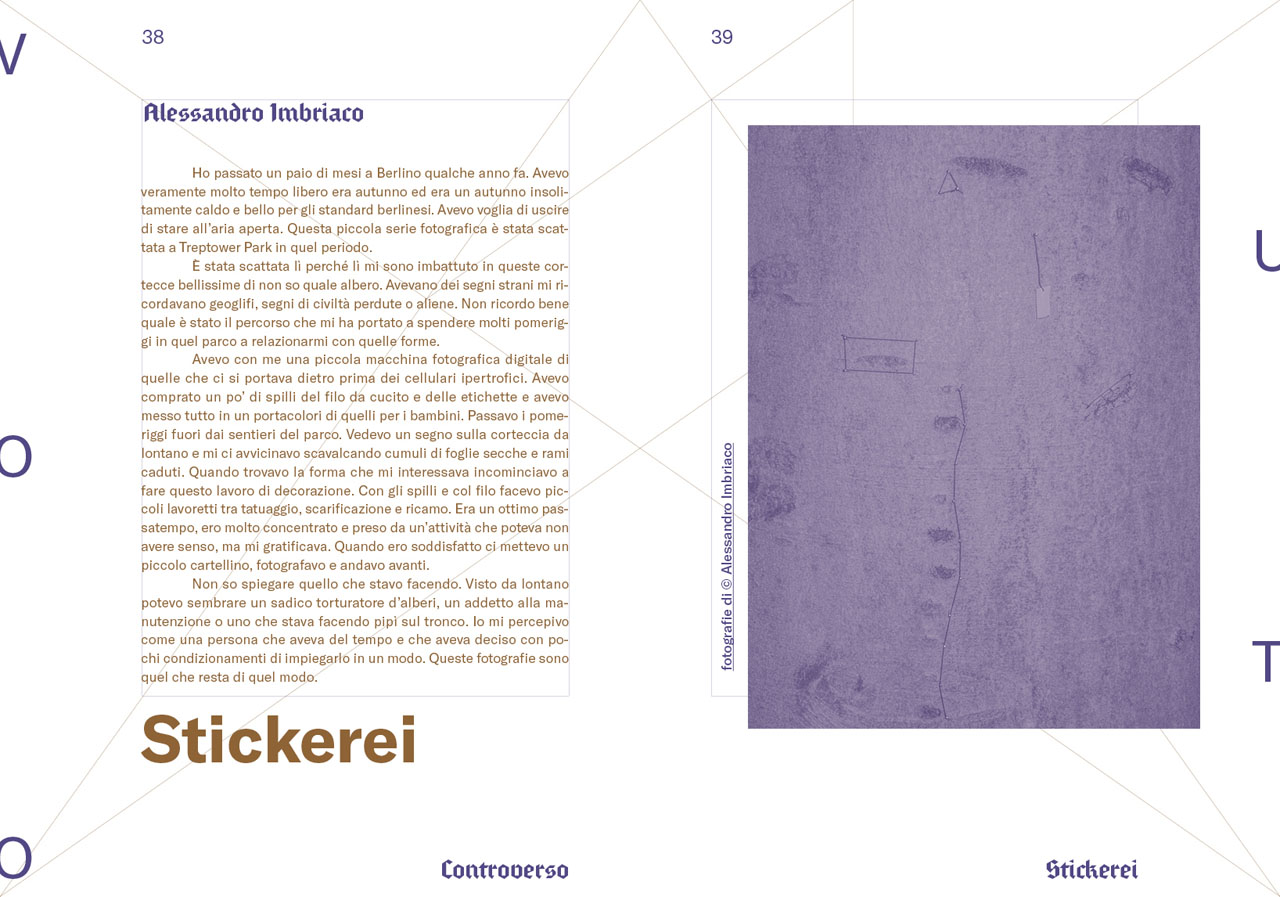 38
Alessandro Imbriaco
Ho passato un paio di mesi a Berlino qualche anno fa. Avevo
veramente molto tempo libero era autunno ed era un autunno insoli-
tamente caldo e bello per gli standard berlinesi. Avevo voglia di uscire
di stare all'aria aperta. Questa piccola serie fotografica è stata scat-
tata a Treptower Park in quel periodo.
È stata scattata lì perché lì mi sono imbattuto in queste cor-
tecce bellissime di non so quale albero. Avevano dei segni strani mi ri-
cordavano geoglifi, segni di civiltà perdute o aliene. Non ricordo bene
quale è stato il percorso che mi ha portato a spendere molti pomerig-
gi in quel parco a relazionarmi con quelle forme.
Avevo con me una piccola macchina fotografica digitale di
quelle che ci si portava dietro prima dei cellulari ipertrofici. Avevo
comprato un po' di spilli del filo da cucito e delle etichette e avevo
messo tutto in un portacolori di quelli per i bambini. Passavo i pome-
riggi fuori dai sentieri del parco. Vedevo un segno sulla corteccia da
lontano e mi ci avvicinavo scavalcando cumuli di foglie secche e rami
caduti. Quando trovavo la forma che mi interessava incominciavo a
fare questo lavoro di decorazione. Con gli spilli e col filo facevo pic-
coli lavoretti tra tatuaggio, scarificazione e ricamo. Era un ottimo pas-
satempo, ero molto concentrato e preso da un'attività che poteva non
avere senso, ma mi gratificava. Quando ero soddisfatto ci mettevo un
piccolo cartellino, fotografavo e andavo avanti.
Non so spiegare quello che stavo facendo. Visto da lontano
potevo sembrare un sadico torturatore d'alberi, un addetto alla ma-
nutenzione o uno che stava facendo pipì sul tronco. Io mi percepivo
come una persona che aveva del tempo e che aveva deciso con po-
chi condizionamenti di impiegarlo in un modo. Queste fotografie sono
quel che resta di quel modo.
Stickerei
Controverso
V
O
O
39
fotografie di © Alessandro Imbriaco
Stickerei
U
T